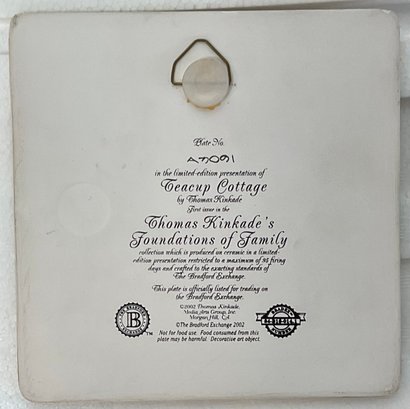 Plate No.
in the limited-edition presentation of
Teacup Cottage
by Thomas Kinkade
First issue in the
Thomas Kinkade's
Foundations of Family
collection which is produced on ceramic in a limited-
edition presentation restricted to a maximum of 95 firing
days and crafted to the exacting standards of
The Bradford Exchange.
This plate is officially listed for trading on
the Bradford Exchange.
©2002 Thomas Kinkade,
Media Arts Group, Inc.
Morgan Hill, CA
©The Bradford Exchange 2002
Not for food use. Food consumed from this
plate may be harmful. Decorative art object.
B
TM